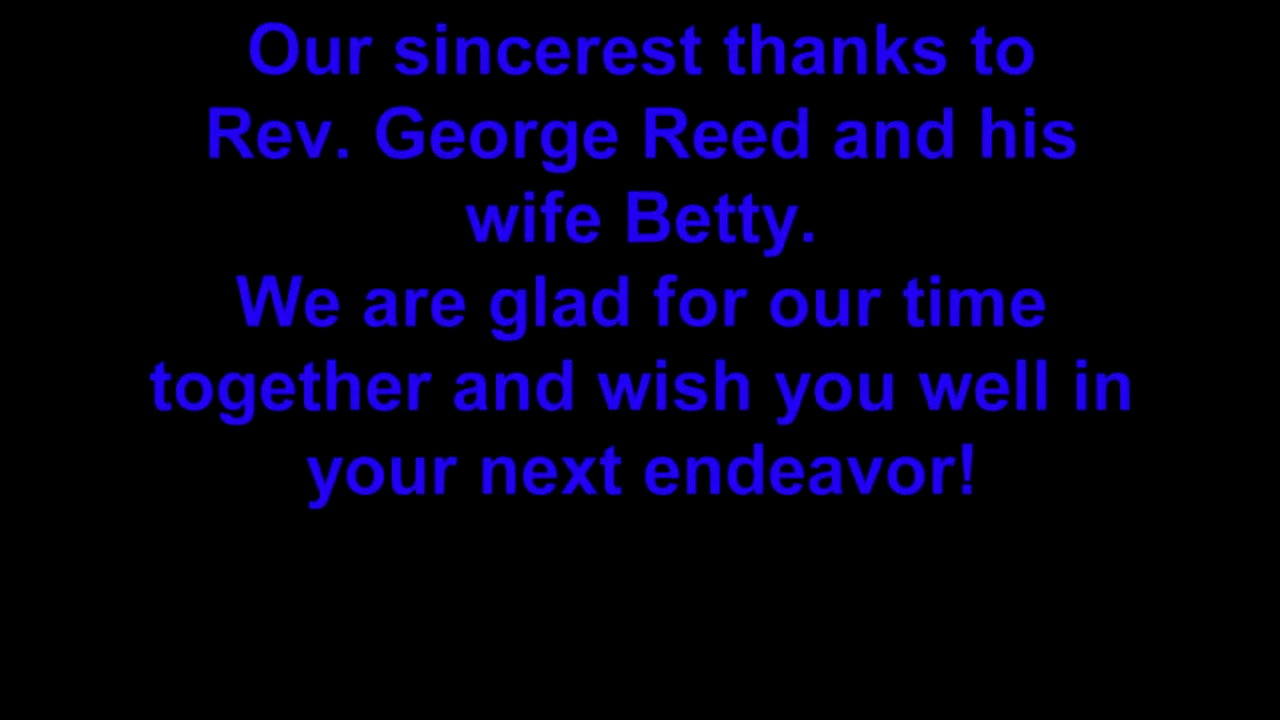 Our sincerest thanks to
Rev. George Reed and his
wife Betty.
We are glad for our time
together and wish you well in
your next endeavor!